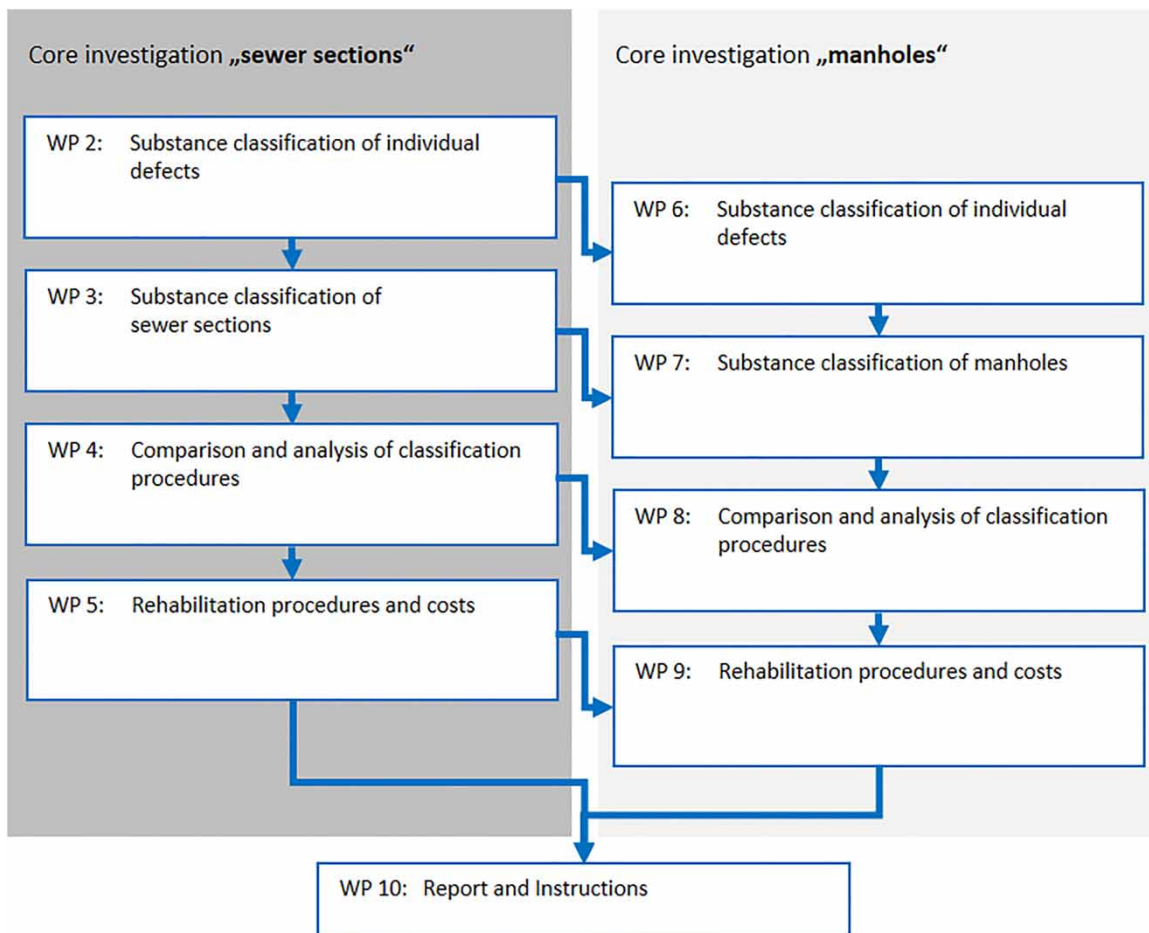 Core investigation „sewer sections“
WP 2: Substance classification of individual
defects
WP 3: Substance classification of
sewer sections
WP 4: Comparison and analysis of classification
procedures
WP 5: Rehabilitation procedures and costs
Core investigation „manholes“
WP 6: Substance classification of individual
defects
WP 7: Substance classification of manholes
WP 8: Comparison and analysis of classification
procedures
WP 9: Rehabilitation procedures and costs
WP 10: Report and Instructions